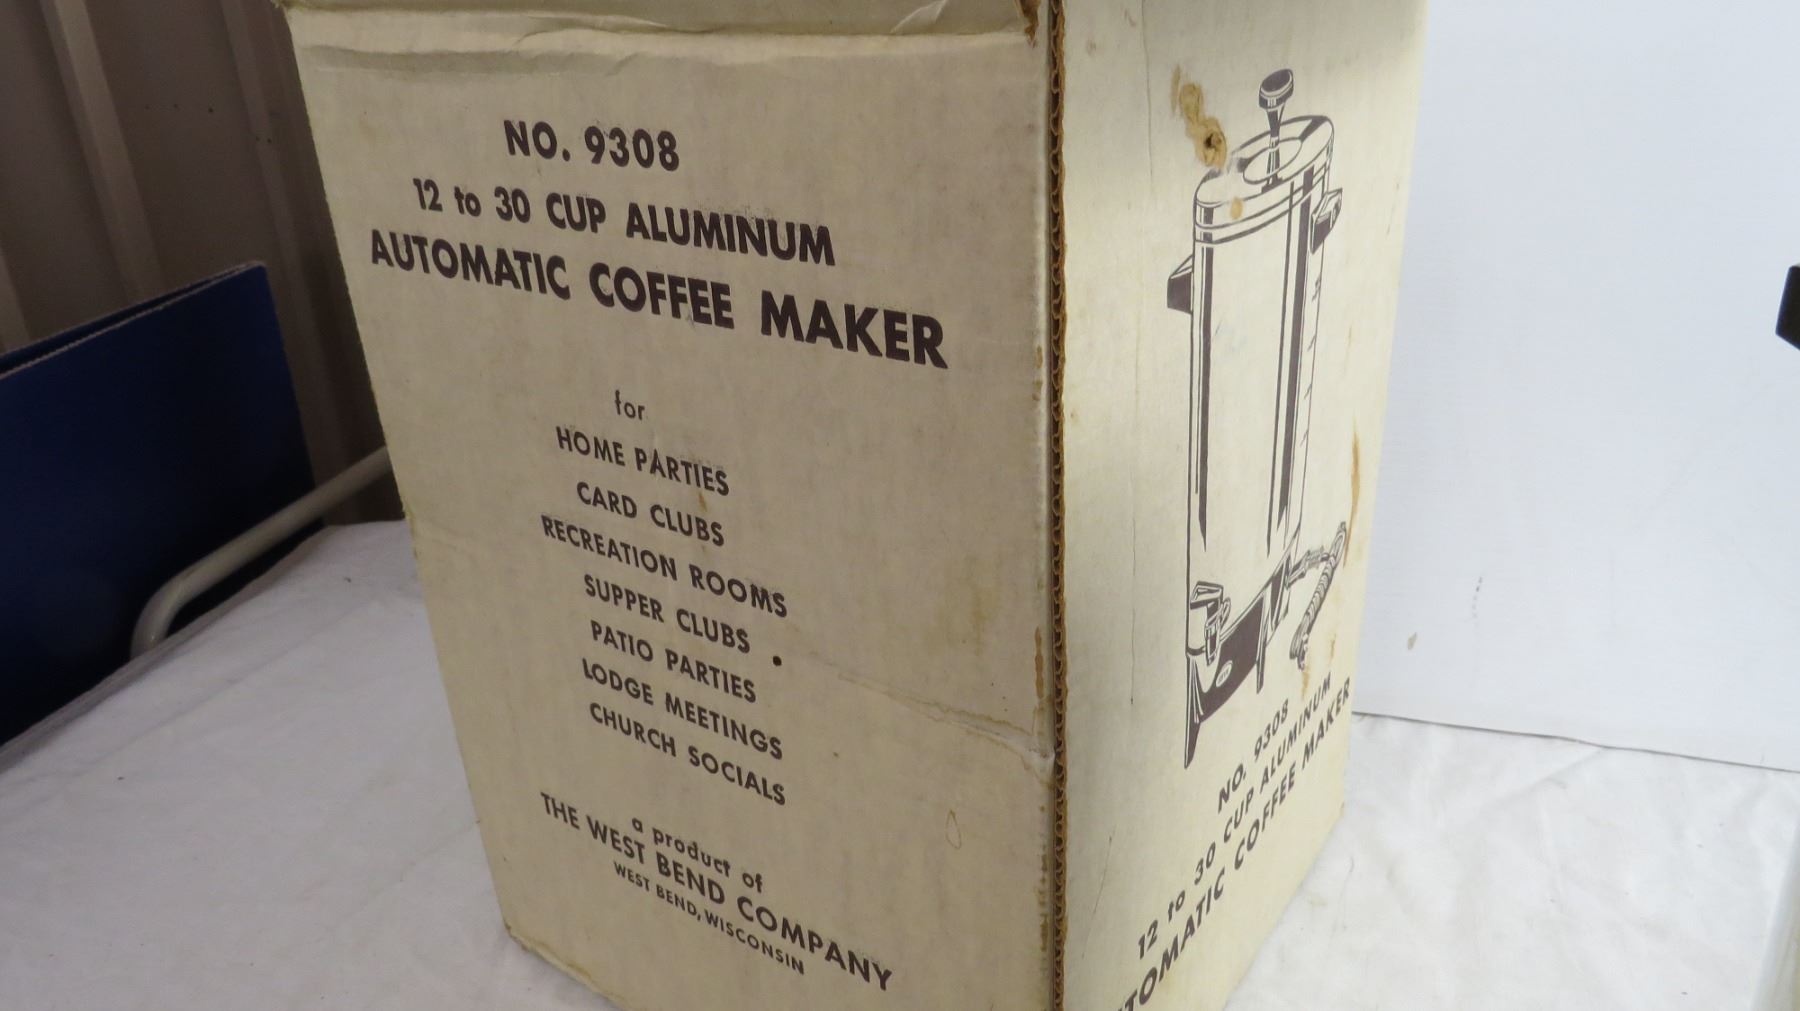 NO. 9308
12 to 30 CUP ALUMINUM
AUTOMATIC COFFEE MAKER
for
HOME PARTIES
CARD CLUBS
RECREATION ROOMS
SUPPER CLUBS
PATIO PARTIES
LODGE MEETINGS
CHURCH SOCIALS
a product of
THE WEST BEND COMPANY
WEST BEND, WISCONSIN
NO. 9308
12 to 30 CUP ALUMINUM
TOMATIC COFFEE MAKER